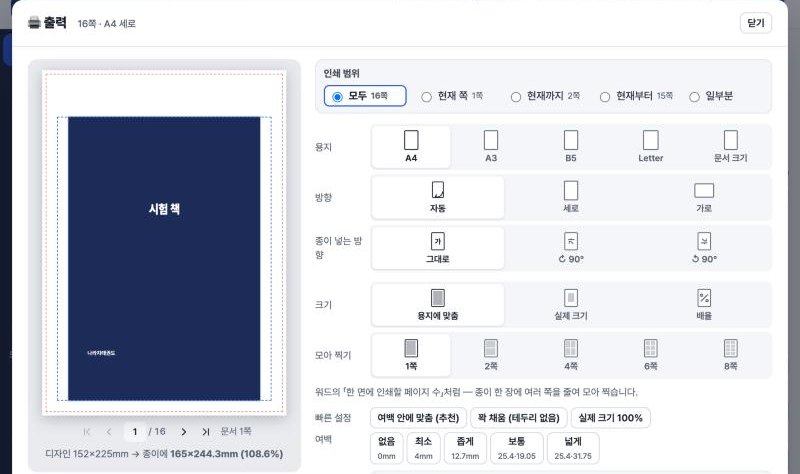 출력 16쪽 · A4 세로
닫기
시험 책
나라지태권도
1 / 16 문서 1쪽
디자인 152×225mm → 종이에 165×244.3mm (108.6%)
인쇄 범위
모두 16쪽 현재 쪽 1쪽 현재까지 2쪽 현재부터 15쪽 일부분
용지
A4 A3 B5 Letter 문서 크기
방향
자동 세로 가로
종이 넣는 방향
가
그대로 ↻ 90° ↺ 90°
크기
용지에 맞춤 실제 크기 배율
모아 찍기
1쪽 2쪽 4쪽 6쪽 8쪽
워드의 「한 면에 인쇄할 페이지 수」처럼 — 종이 한 장에 여러 쪽을 줄여 모아 찍습니다.
빠른 설정 여백 안에 맞춤 (추천) 꽉 채움 (테두리 없음) 실제 크기 100%
여백 없음 최소 좁게 보통 넓게
0mm 4mm 12.7mm 25.4·19.05 25.4·31.75